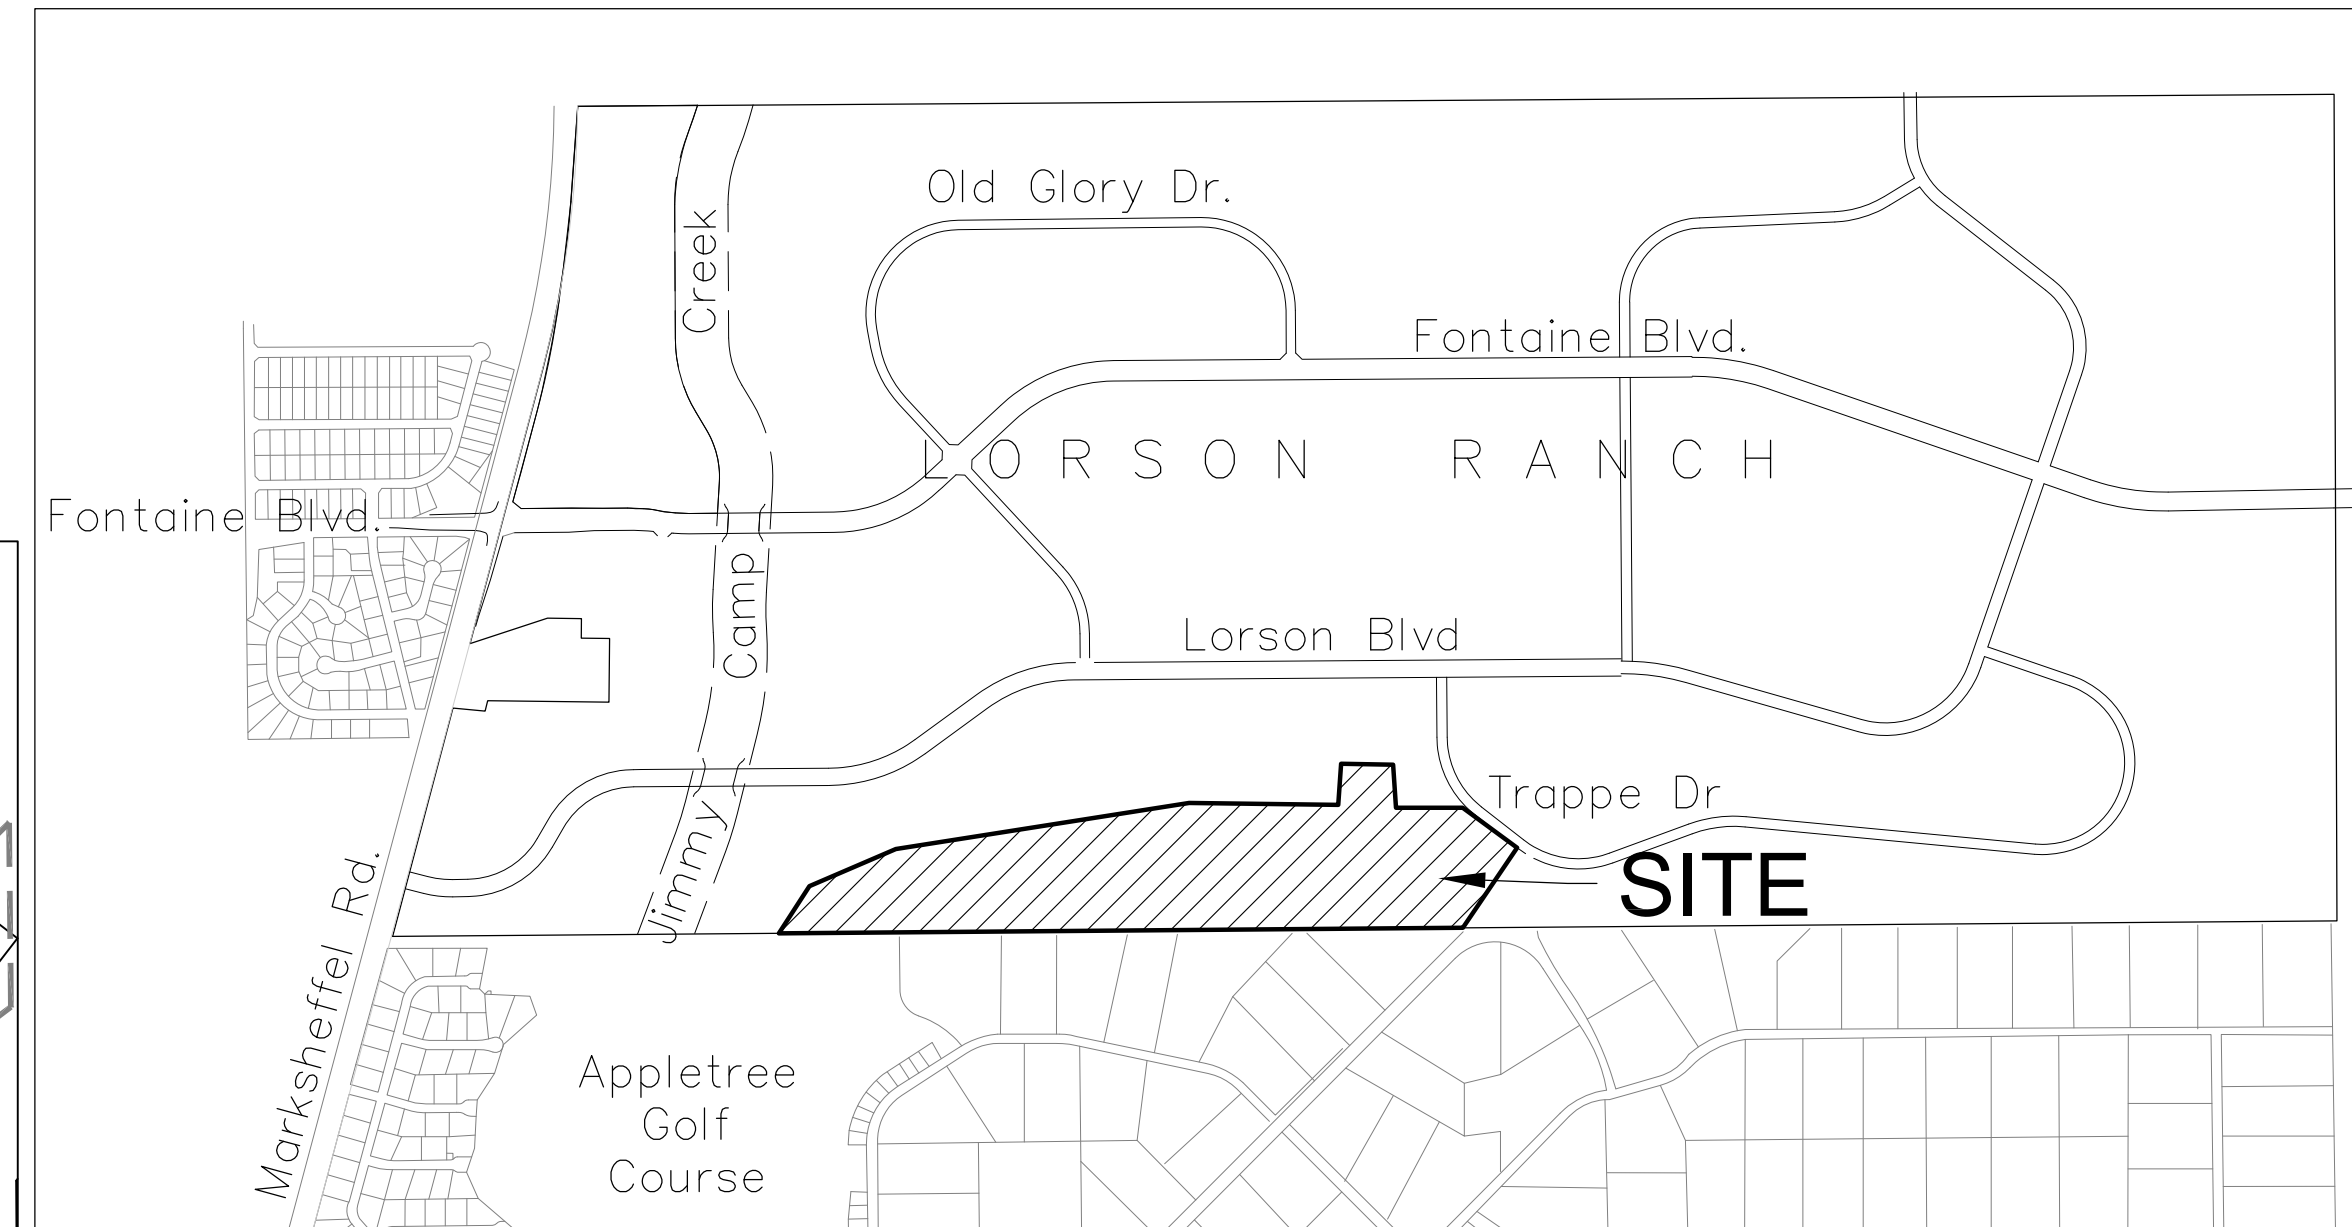 Old Glory Dr.
Creek
Fontaine Blvd.
LORSON RANCH
Fontaine Blvd.
Camp
Lorson Blvd
Trappe Dr
Jimmy
SITE
Marksheffel Rd.
Appletree
Golf
Course